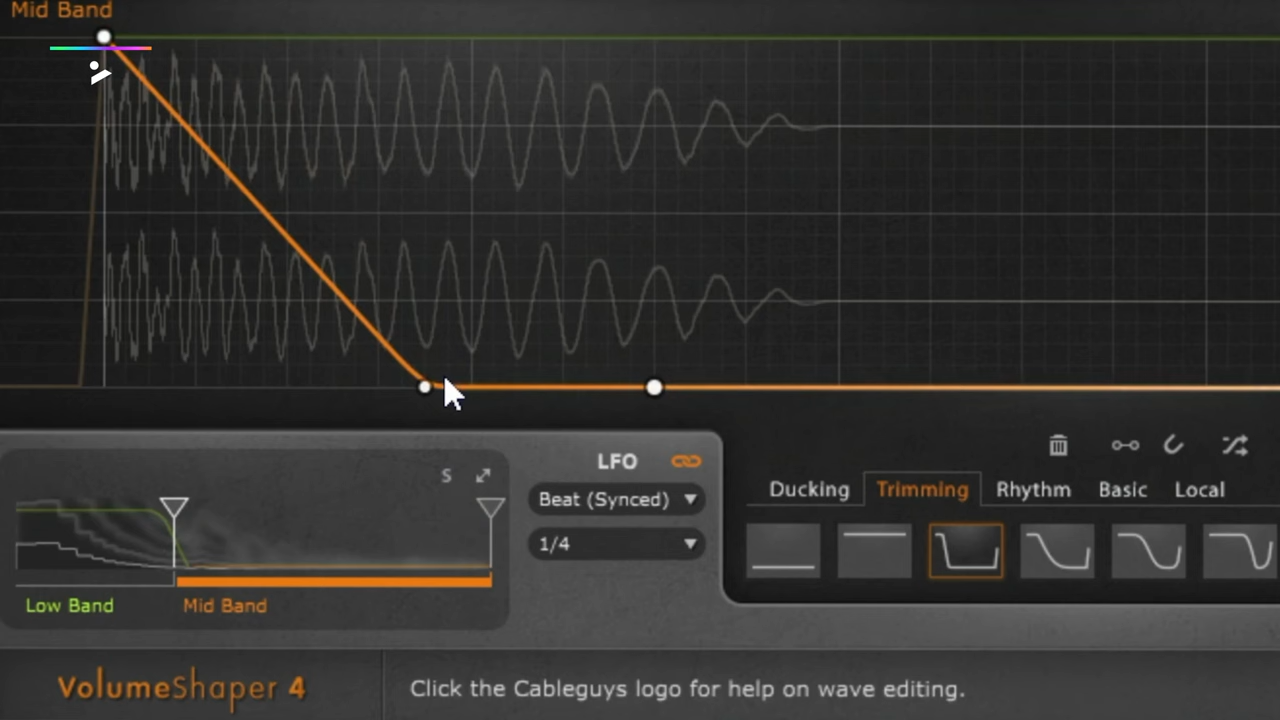 Mid Band
S
LFO
Beat (Synced)
1/4
Ducking Trimming Rhythm Basic Local
Low Band Mid Band
VolumeShaper 4
Click the Cableguys logo for help on wave editing.